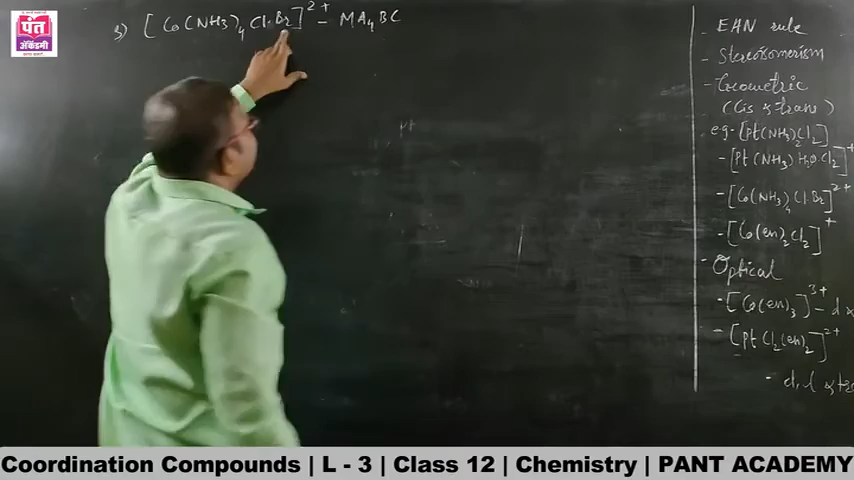 पंत
अ‍ॅकॅडमी
3) [Co(NH3)4 Cl.Br]2+ - MA4BC
- EAN rule
- Stereoisomerism
- Geometric
(Cis & trans)
eg- [Pt(NH3)2Cl2]
- [Pt(NH3) H2O.Cl2]+
- [Co(NH3)4 Cl.Br]2+
- [Co(en)2Cl2]+
- Optical
- [Co(en)3]3+ - d
- [PtCl2(en)2]2+
- d,l
Coordination Compounds | L - 3 | Class 12 | Chemistry | PANT ACADEMY